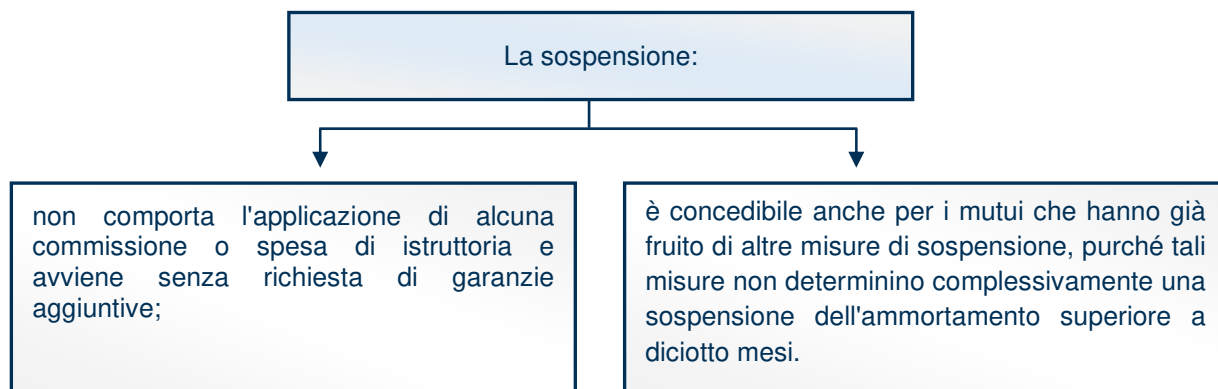 La sospensione:
non comporta l'applicazione di alcuna
commissione o spesa di istruttoria e
avviene senza richiesta di garanzie
aggiuntive;
è concedibile anche per i mutui che hanno già
fruito di altre misure di sospensione, purché tali
misure non determinino complessivamente una
sospensione dell'ammortamento superiore a
diciotto mesi.